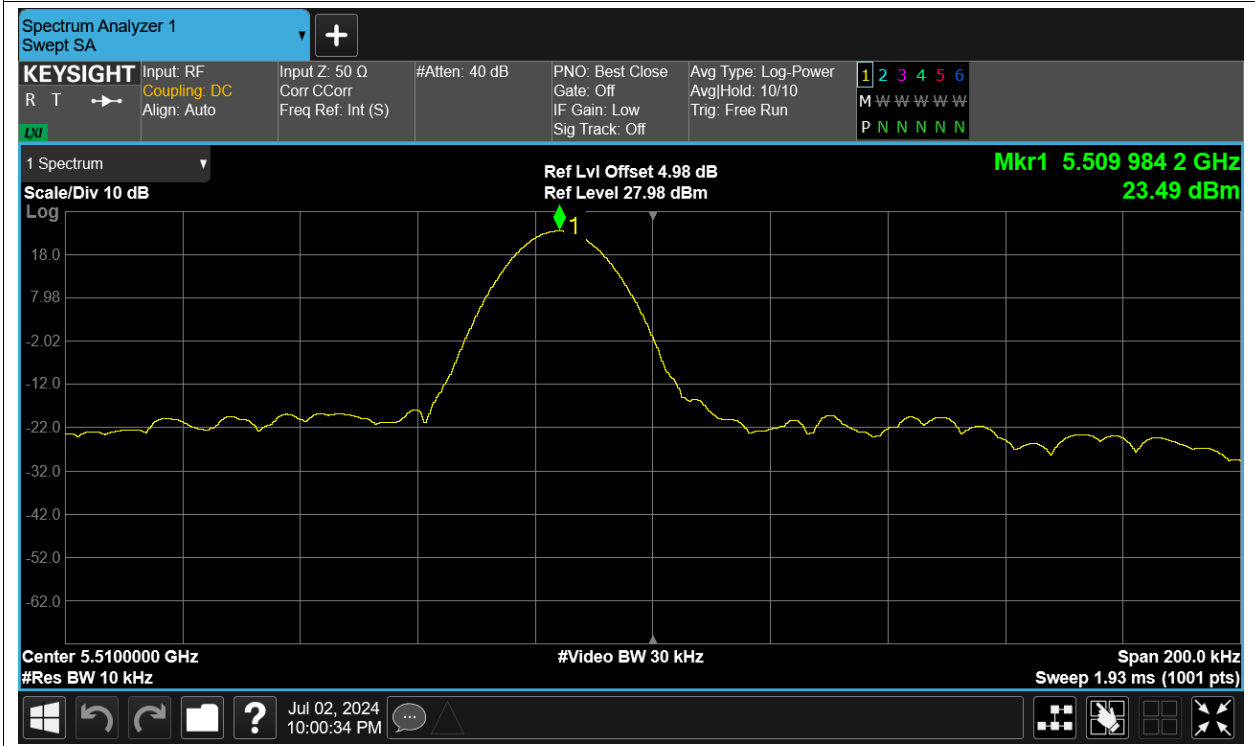 Spectrum Analyzer 1
Swept SA
+
KEYSIGHT
R T
LXI
Input: RF
Coupling: DC
Align: Auto
Input Z: 50 Ω
Corr CCorr
Freq Ref: Int (S)
#Atten: 40 dB
PNO: Best Close
Gate: Off
IF Gain: Low
Sig Track: Off
Avg Type: Log-Power
Avg|Hold: 10/10
Trig: Free Run
1 2 3 4 5 6
M W W W W W
P N N N N N
1 Spectrum
Scale/Div 10 dB
Log
Ref Lvl Offset 4.98 dB
Ref Level 27.98 dBm
Mkr1 5.509 984 2 GHz
23.49 dBm
1
18.0
7.98
-2.02
-12.0
-22.0
-32.0
-42.0
-52.0
-62.0
Center 5.5100000 GHz
#Res BW 10 kHz
#Video BW 30 kHz
Span 200.0 kHz
Sweep 1.93 ms (1001 pts)
?
Jul 02, 2024
10:00:34 PM